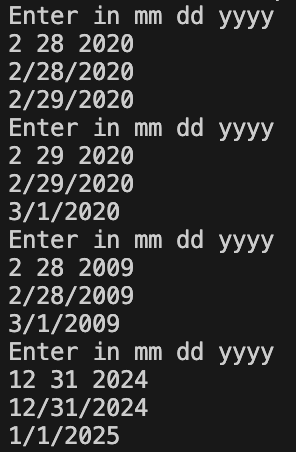 Enter in mm dd yyyy
2 28 2020
2/28/2020
2/29/2020
Enter in mm dd yyyy
2 29 2020
2/29/2020
3/1/2020
Enter in mm dd yyyy
2 28 2009
2/28/2009
3/1/2009
Enter in mm dd yyyy
12 31 2024
12/31/2024
1/1/2025